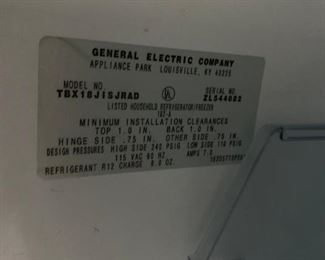 GENERAL ELECTRIC COMPANY
APPLIANCE PARK LOUISVILLE, KY 40225
MODEL NO. SERIAL NO.
TBX18JISJRAD UL ZL544802
LISTED HOUSEHOLD REFRIGERATOR/FREEZER
MINIMUM INSTALLATION CLEARANCES
TOP 1.0 IN. BACK 1.0 IN.
HINGE SIDE .75 IN. OTHER SIDE .75 IN.
DESIGN PRESSURES HIGH SIDE 240 PSIG LOW SIDE 110 PSIG
115 VAC 60 HZ AMPS 7.0
REFRIGERANT R12 CHARGE 8.0 OZ.